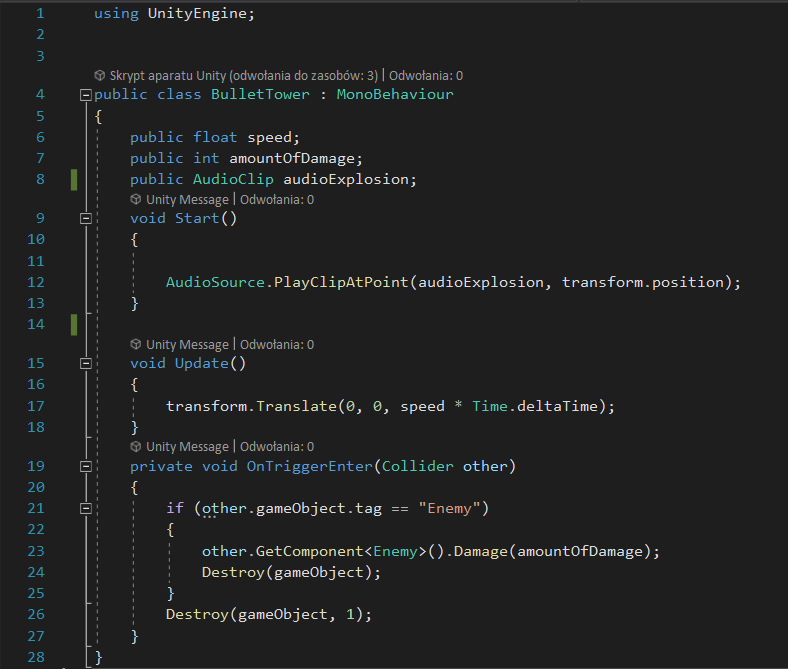 1 using UnityEngine;
2
3
Skrypt aparatu Unity (odwołania do zasobów: 3) | Odwołania: 0
4 public class BulletTower : MonoBehaviour
5 {
6 public float speed;
7 public int amountOfDamage;
8 public AudioClip audioExplosion;
Unity Message | Odwołania: 0
9 void Start()
10 {
11
12 AudioSource.PlayClipAtPoint(audioExplosion, transform.position);
13 }
14
Unity Message | Odwołania: 0
15 void Update()
16 {
17 transform.Translate(0, 0, speed * Time.deltaTime);
18 }
Unity Message | Odwołania: 0
19 private void OnTriggerEnter(Collider other)
20 {
21 if (other.gameObject.tag == "Enemy")
22 {
23 other.GetComponent<Enemy>().Damage(amountOfDamage);
24 Destroy(gameObject);
25 }
26 Destroy(gameObject, 1);
27 }
28 }